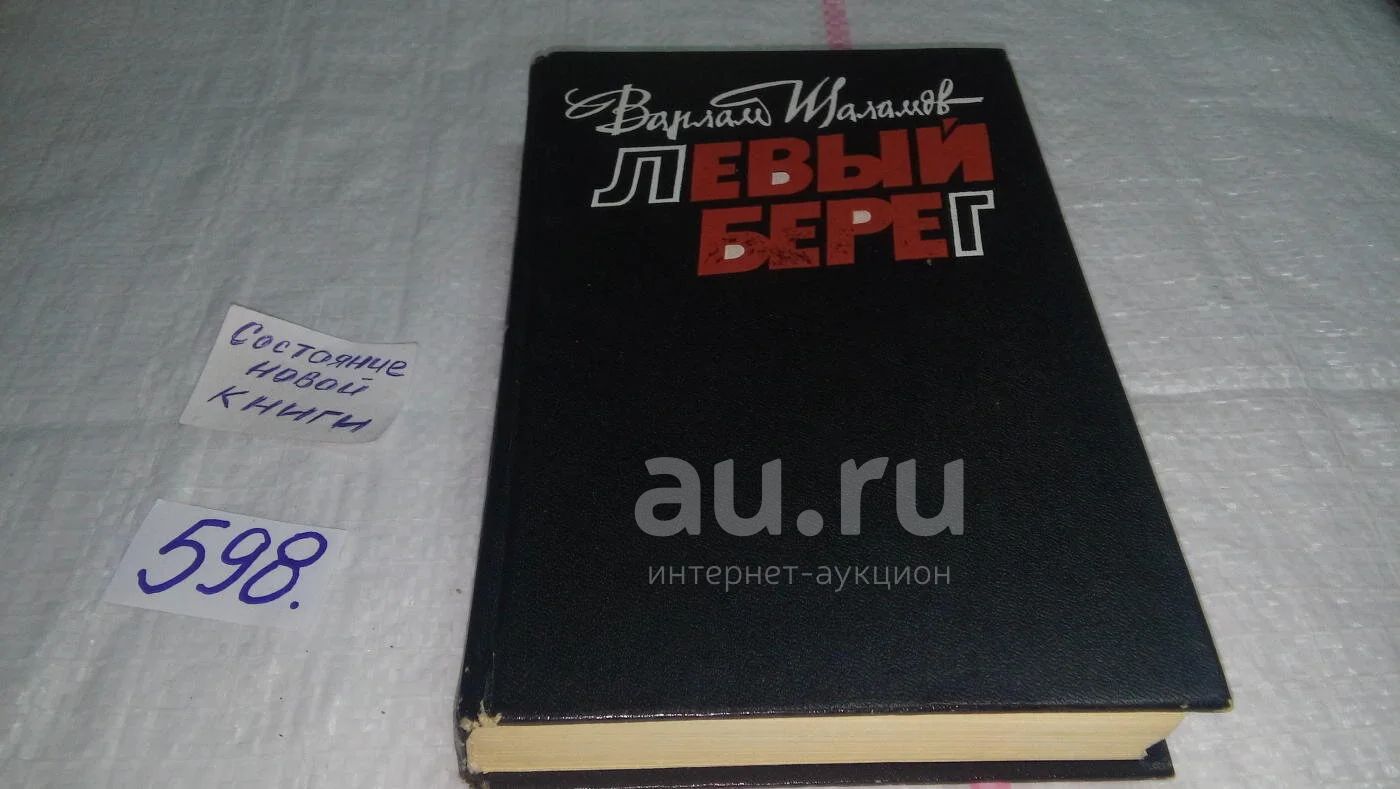 Варлам Шаламов
ЛЕВЫЙ
БЕРЕГ
Состояние
новой
книги
598.
au.ru
интернет-аукцион